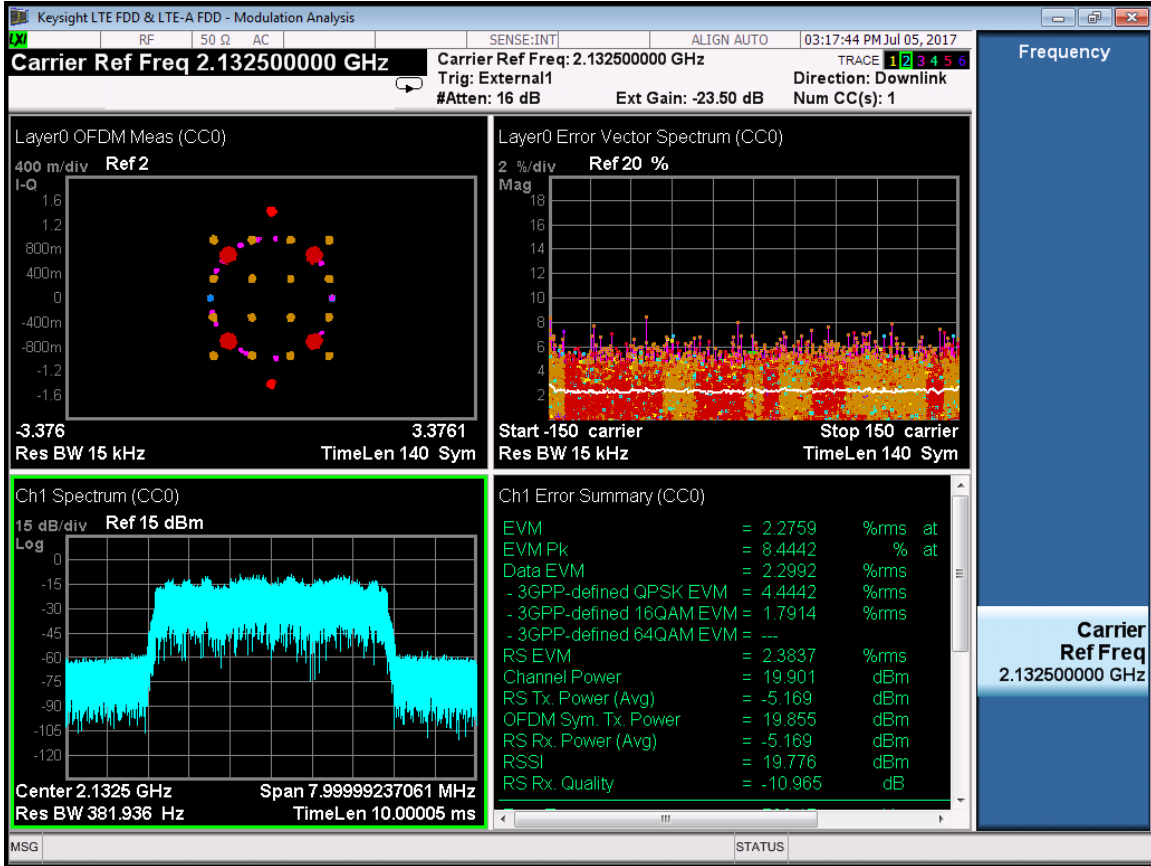 Keysight LTE FDD & LTE-A FDD - Modulation Analysis
LXI RF 50 Ω AC SENSE:INT ALIGN AUTO 03:17:44 PM Jul 05, 2017
Carrier Ref Freq 2.132500000 GHz
Carrier Ref Freq: 2.132500000 GHz
Trig: External1
#Atten: 16 dB Ext Gain: -23.50 dB
TRACE 1 2 3 4 5 6
Direction: Downlink
Num CC(s): 1
Frequency
Layer0 OFDM Meas (CC0)
400 m/div Ref 2
I-Q
1.6
1.2
800m
400m
0
-400m
-800m
-1.2
-1.6
-3.376 3.3761
Res BW 15 kHz TimeLen 140 Sym
Layer0 Error Vector Spectrum (CC0)
2 %/div Ref 20 %
Mag
18
16
14
12
10
8
6
4
2
Start -150 carrier Stop 150 carrier
Res BW 15 kHz TimeLen 140 Sym
Ch1 Spectrum (CC0)
15 dB/div Ref 15 dBm
Log
0
-15
-30
-45
-60
-75
-90
-105
-120
Center 2.1325 GHz Span 7.99999237061 MHz
Res BW 381.936 Hz TimeLen 10.00005 ms
Ch1 Error Summary (CC0)
EVM = 2.2759 %rms at
EVM Pk = 8.4442 % at
Data EVM = 2.2992 %rms
- 3GPP-defined QPSK EVM = 4.4442 %rms
- 3GPP-defined 16QAM EVM = 1.7914 %rms
- 3GPP-defined 64QAM EVM = ---
RS EVM = 2.3837 %rms
Channel Power = 19.901 dBm
RS Tx. Power (Avg) = -5.169 dBm
OFDM Sym. Tx. Power = 19.855 dBm
RS Rx. Power (Avg) = -5.169 dBm
RSSI = 19.776 dBm
RS Rx. Quality = -10.965 dB
Carrier
Ref Freq
2.132500000 GHz
MSG STATUS